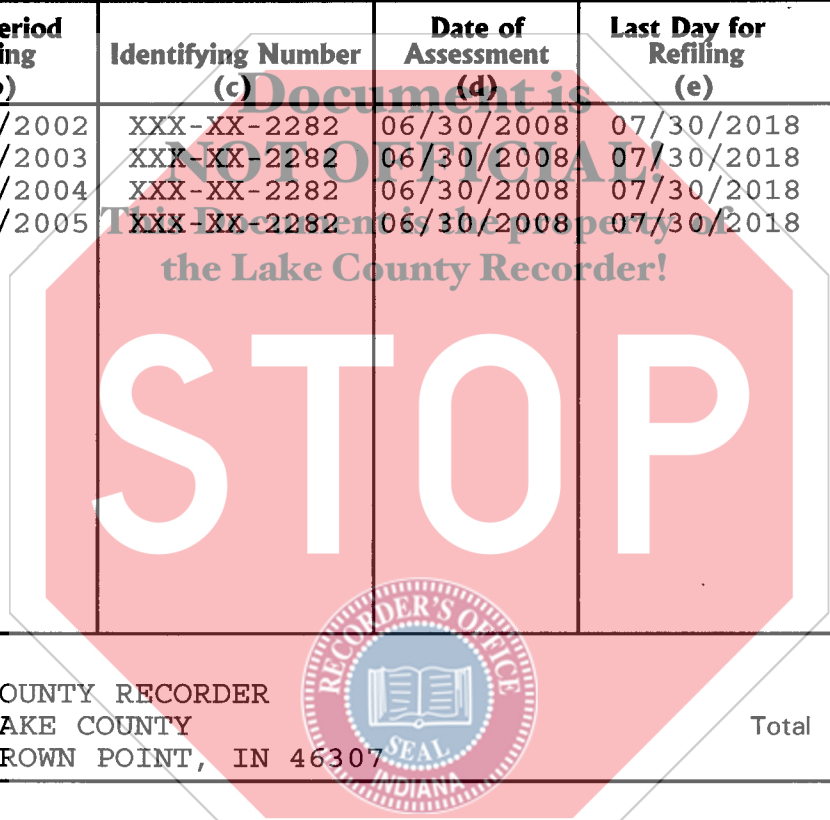 eriod
ing
)
Identifying Number
(c)
Date of
Assessment
(d)
Last Day for
Refiling
(e)
/2002 XXX-XX-2282 06/30/2008 07/30/2018
/2003 XXX-XX-2282 06/30/2008 07/30/2018
/2004 XXX-XX-2282 06/30/2008 07/30/2018
/2005 XXX-XX-2282 06/30/2008 07/30/2018
Document is
NOT OFFICIAL!
This Document is the property of
the Lake County Recorder!
STOP
RECORDER'S OFFICE
SEAL
INDIANA
OUNTY RECORDER
AKE COUNTY
ROWN POINT, IN 46307
Total